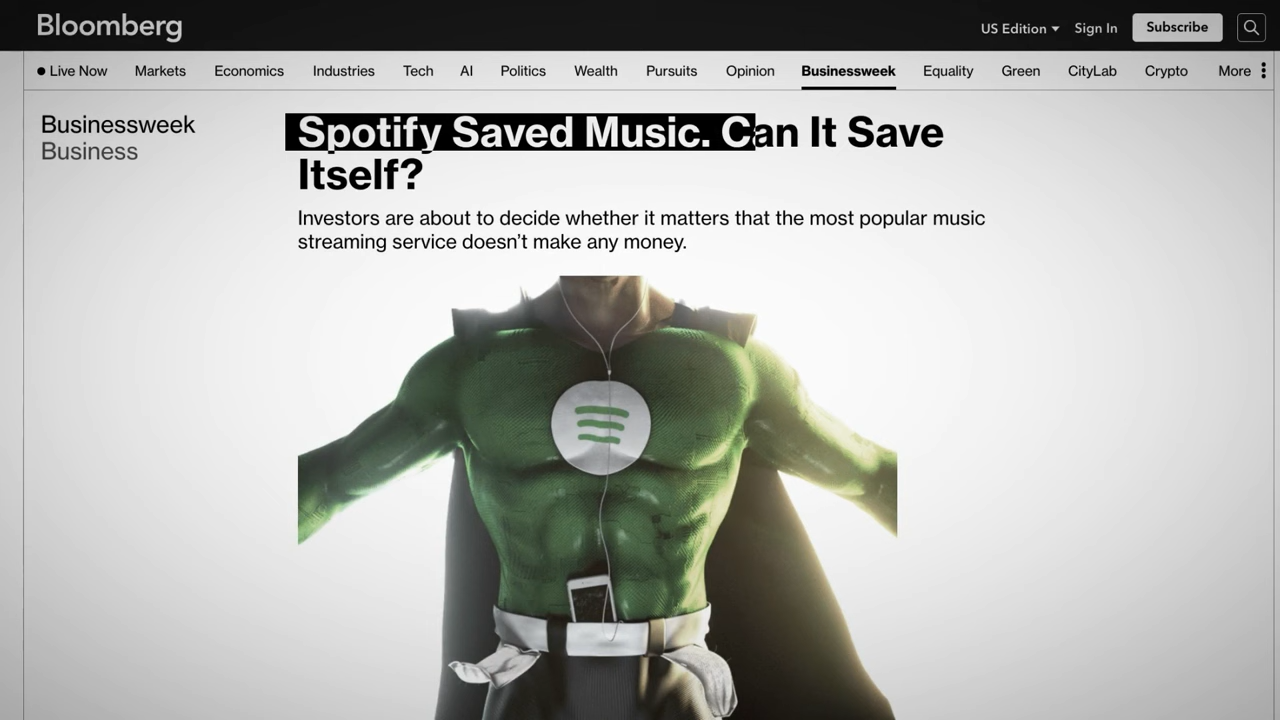 Bloomberg
US Edition
Sign In
Subscribe
Live Now
Markets
Economics
Industries
Tech
AI
Politics
Wealth
Pursuits
Opinion
Businessweek
Equality
Green
CityLab
Crypto
More
Businessweek
Business
Spotify Saved Music. Can It Save
Itself?
Investors are about to decide whether it matters that the most popular music
streaming service doesn’t make any money.